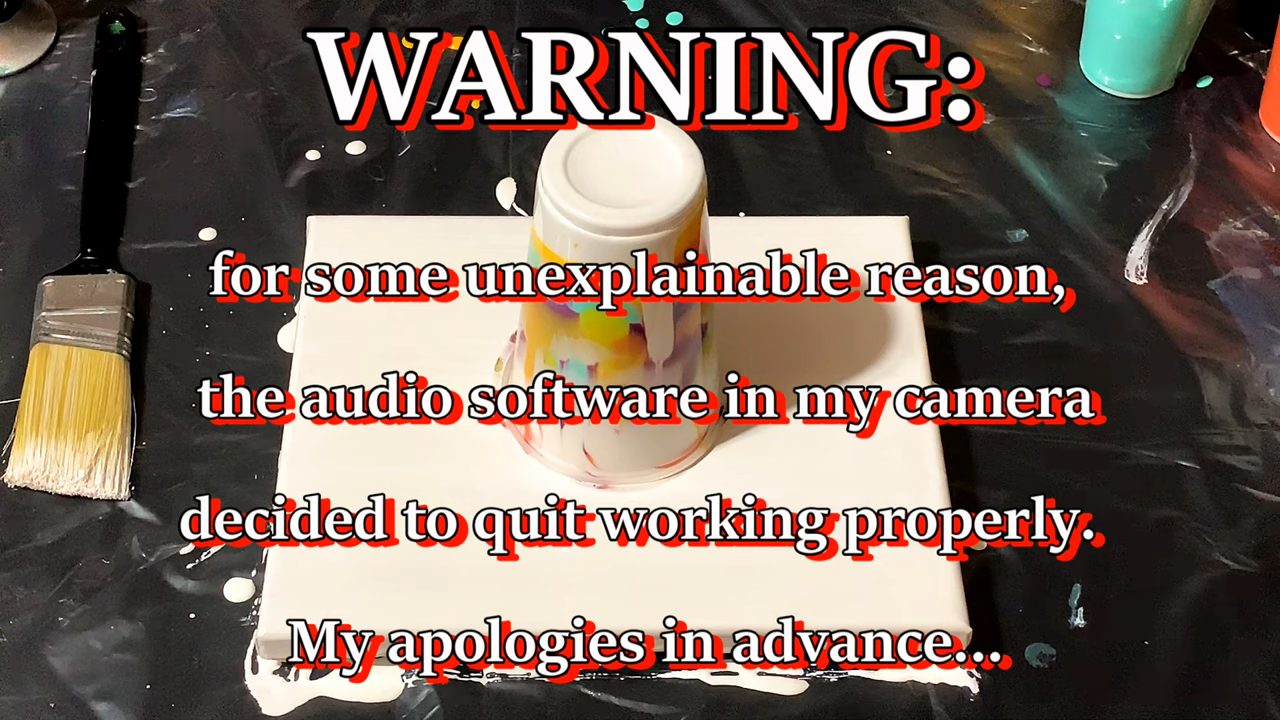 WARNING:
for some unexplainable reason,
the audio software in my camera
decided to quit working properly.
My apologies in advance...